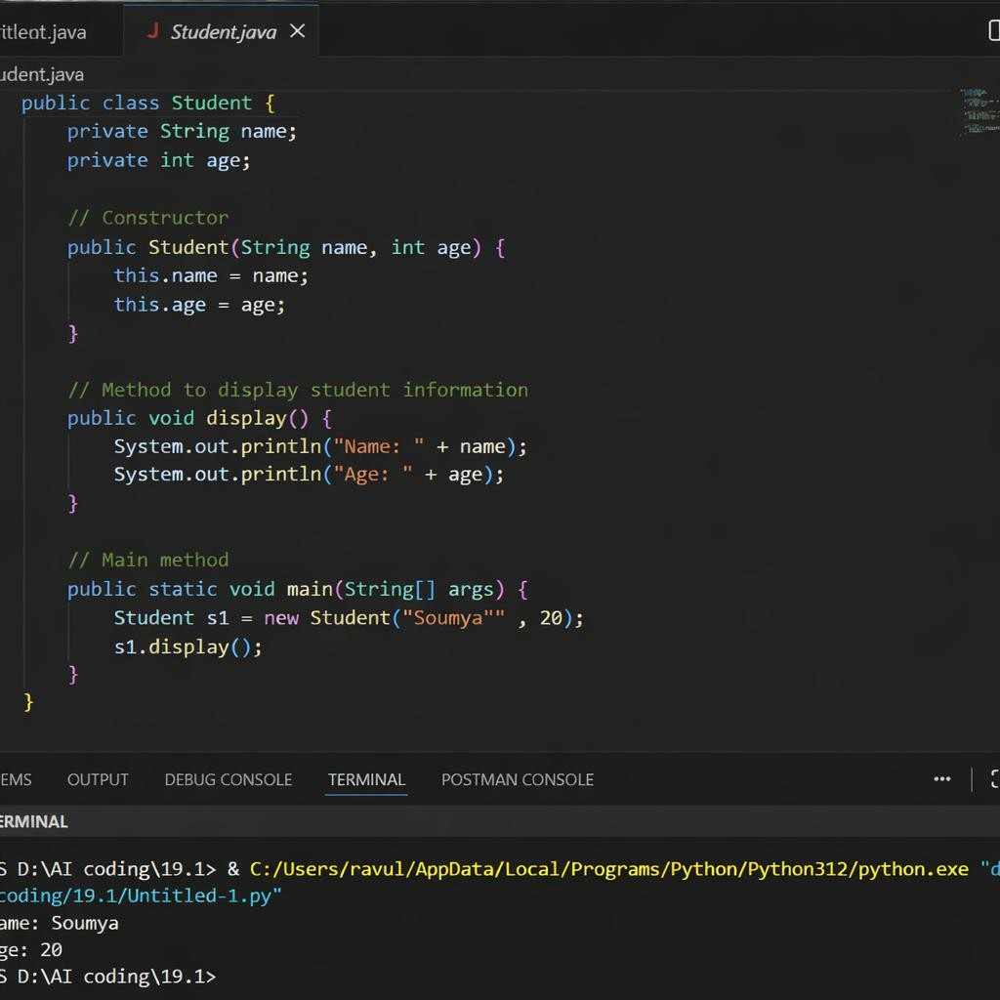 itlent.java
J Student.java ×
udent.java
public class Student {
    private String name;
    private int age;

    // Constructor
    public Student(String name, int age) {
        this.name = name;
        this.age = age;
    }

    // Method to display student information
    public void display() {
        System.out.println("Name: " + name);
        System.out.println("Age: " + age);
    }

    // Main method
    public static void main(String[] args) {
        Student s1 = new Student("Soumya"" , 20);
        s1.display();
    }
}
EMS OUTPUT DEBUG CONSOLE TERMINAL POSTMAN CONSOLE ...
ERMINAL
S D:\AI coding\19.1> & C:/Users/ravul/AppData/Local/Programs/Python/Python312/python.exe "d
coding/19.1/Untitled-1.py"
ame: Soumya
ge: 20
S D:\AI coding\19.1>